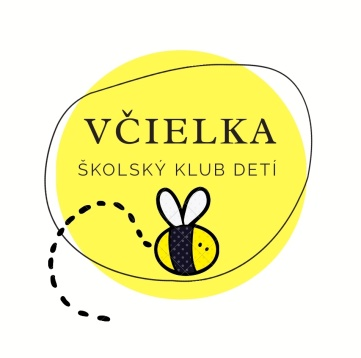 VČIELKA
ŠKOLSKÝ KLUB DETÍ